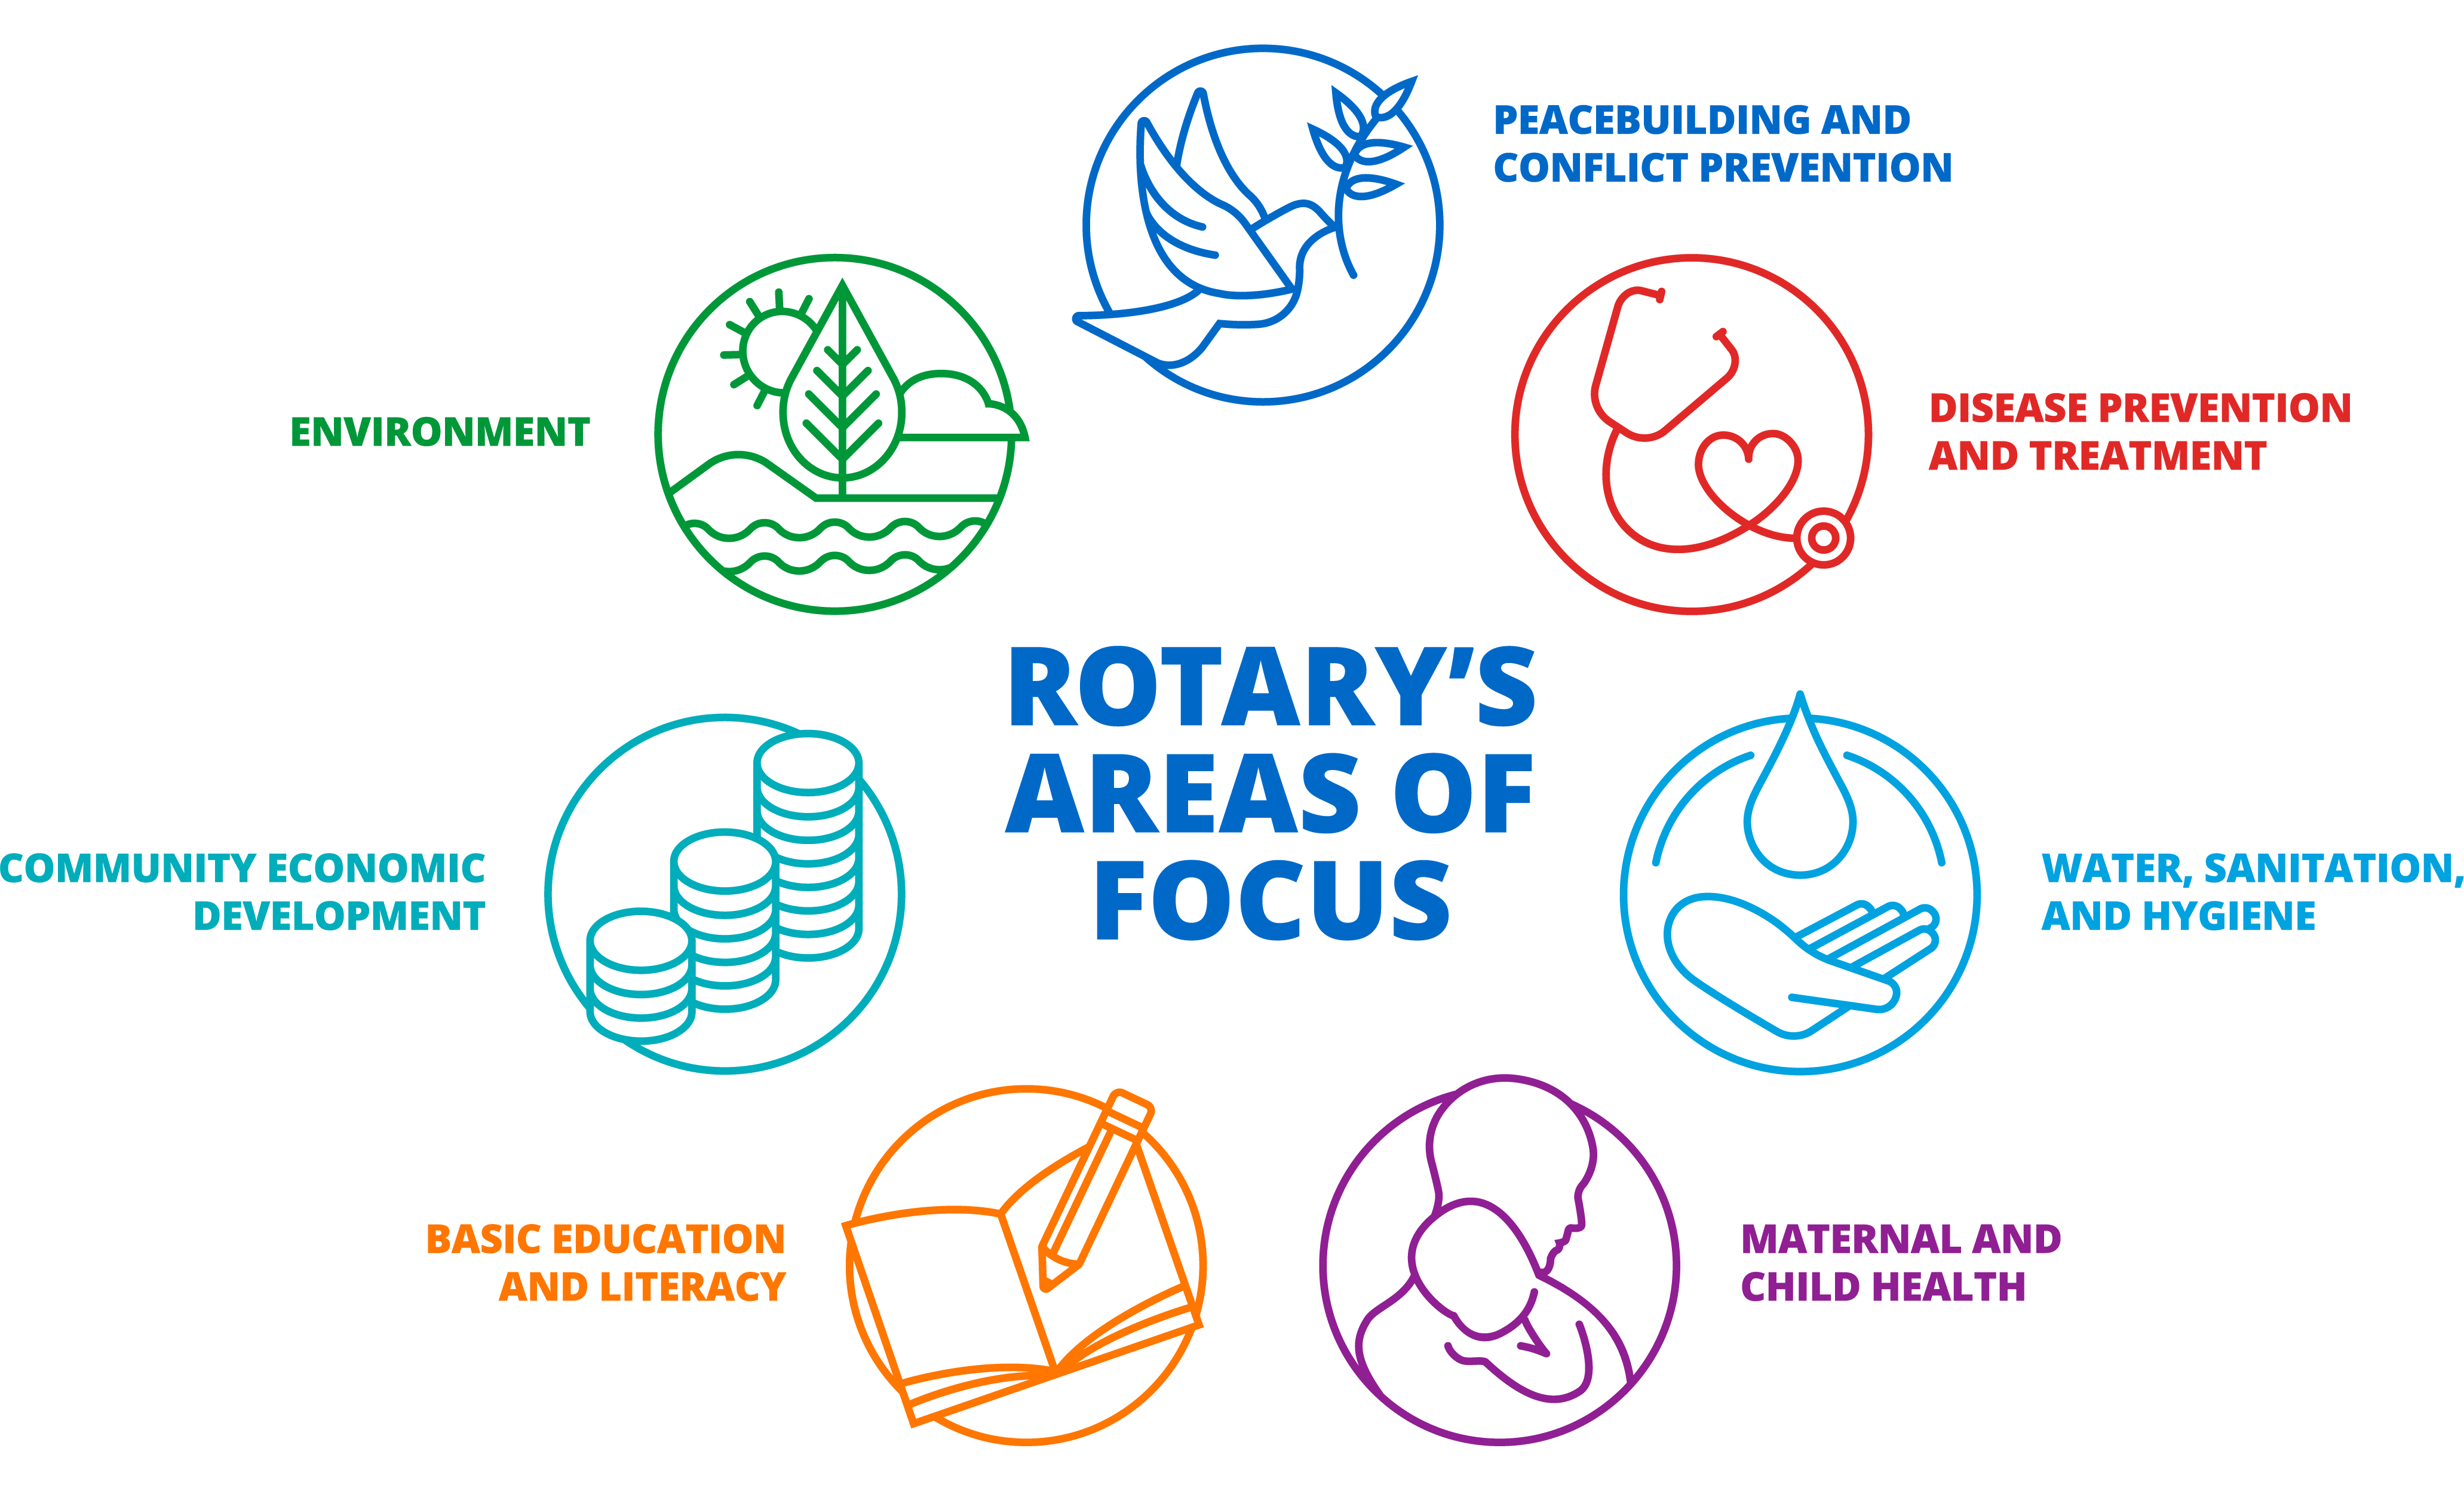 PEACEBUILDING AND
CONFLICT PREVENTION
DISEASE PREVENTION
AND TREATMENT
ENVIRONMENT
ROTARY’S
AREAS OF
FOCUS
COMMUNITY ECONOMIC
DEVELOPMENT
WATER, SANITATION,
AND HYGIENE
BASIC EDUCATION
AND LITERACY
MATERNAL AND
CHILD HEALTH